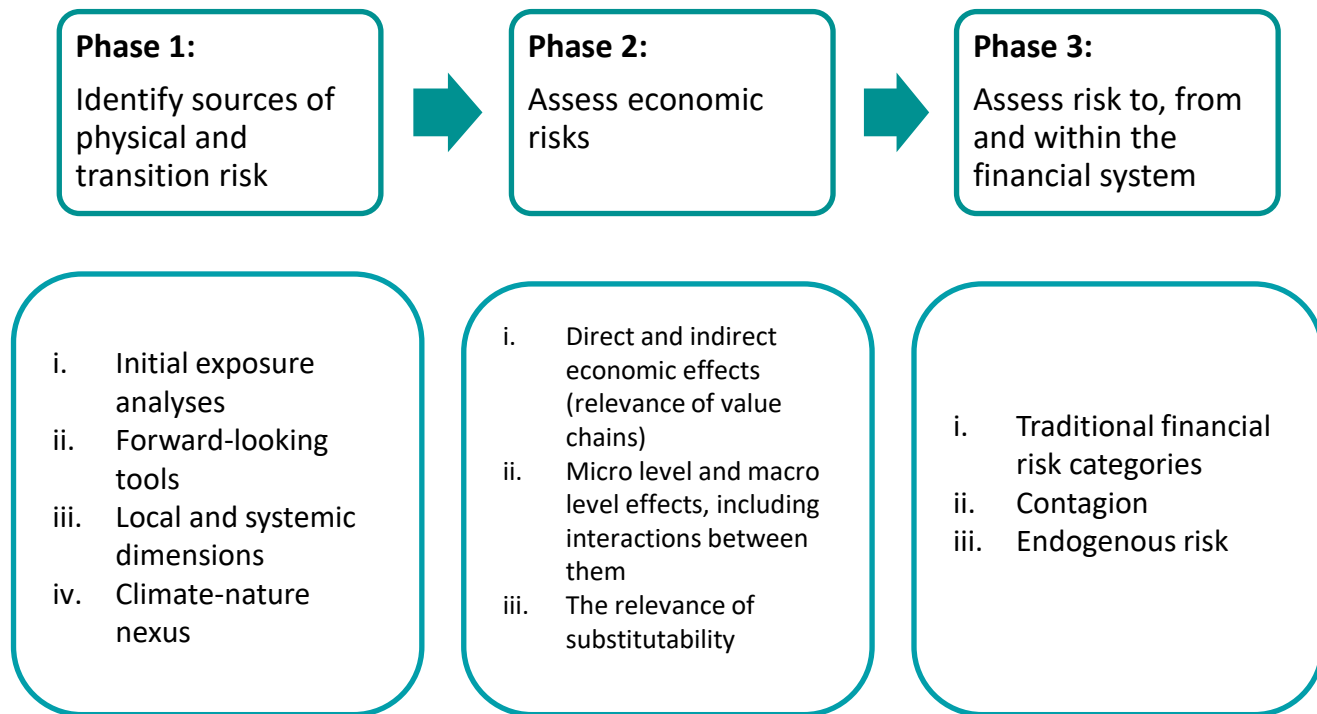 Phase 1:
Identify sources of
physical and
transition risk
Phase 2:
Assess economic
risks
Phase 3:
Assess risk to, from
and within the
financial system
i. Initial exposure
analyses
ii. Forward-looking
tools
iii. Local and systemic
dimensions
iv. Climate-nature
nexus
i. Direct and indirect
economic effects
(relevance of value
chains)
ii. Micro level and macro
level effects, including
interactions between
them
iii. The relevance of
substitutability
i. Traditional financial
risk categories
ii. Contagion
iii. Endogenous risk